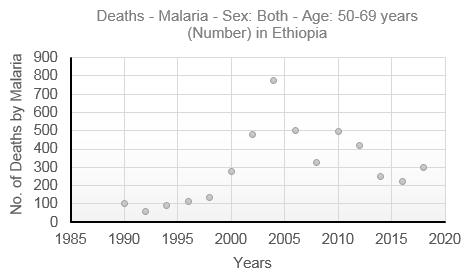 Deaths - Malaria - Sex: Both - Age: 50-69 years
(Number) in Ethiopia
No. of Deaths by Malaria
900
800
700
600
500
400
300
200
100
0
1985 1990 1995 2000 2005 2010 2015 2020
Years